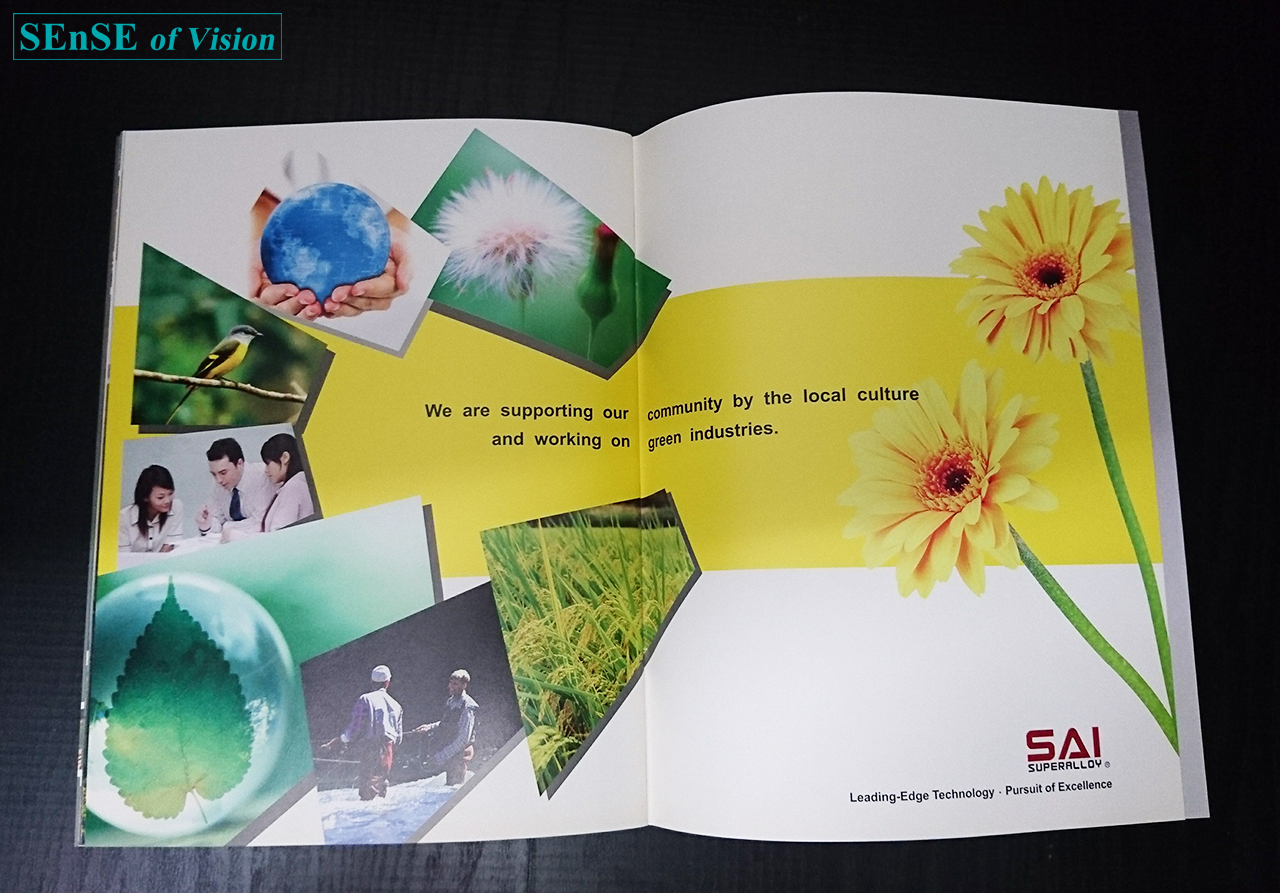 SEnSE of Vision
We are supporting our community by the local culture
and working on green industries.
SAI
SUPERALLOY®
Leading-Edge Technology · Pursuit of Excellence